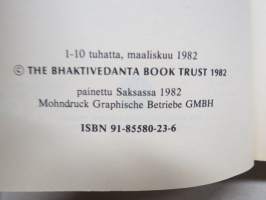 1-10 tuhatta, maaliskuu 1982
© THE BHAKTIVEDANTA BOOK TRUST 1982
painettu Saksassa 1982
Mohndruck Graphische Betriebe GMBH
ISBN 91-85580-23-6